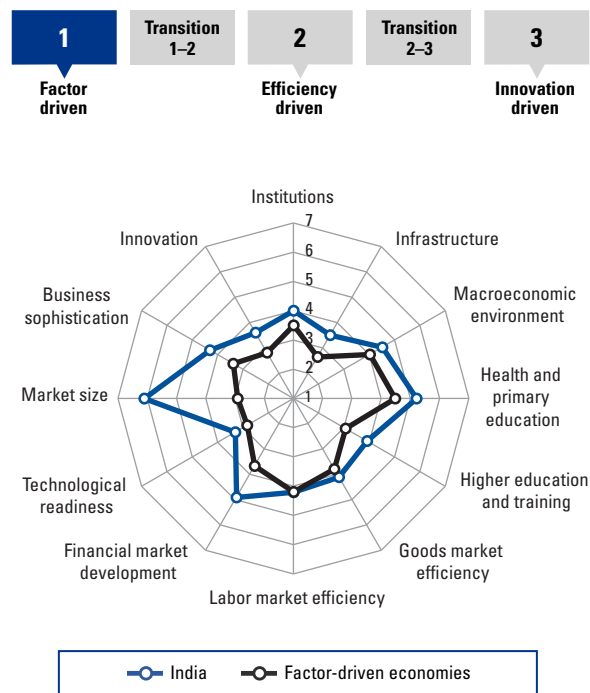 1
Transition
1–2
2
Transition
2–3
3
Factor
driven
Efficiency
driven
Innovation
driven
Institutions
7
Innovation
Infrastructure
6
5
Business
sophistication
Macroeconomic
environment
4
3
2
Market size
1
Health and
primary
education
Technological
readiness
Higher education
and training
Financial market
development
Goods market
efficiency
Labor market efficiency
India
Factor-driven economies